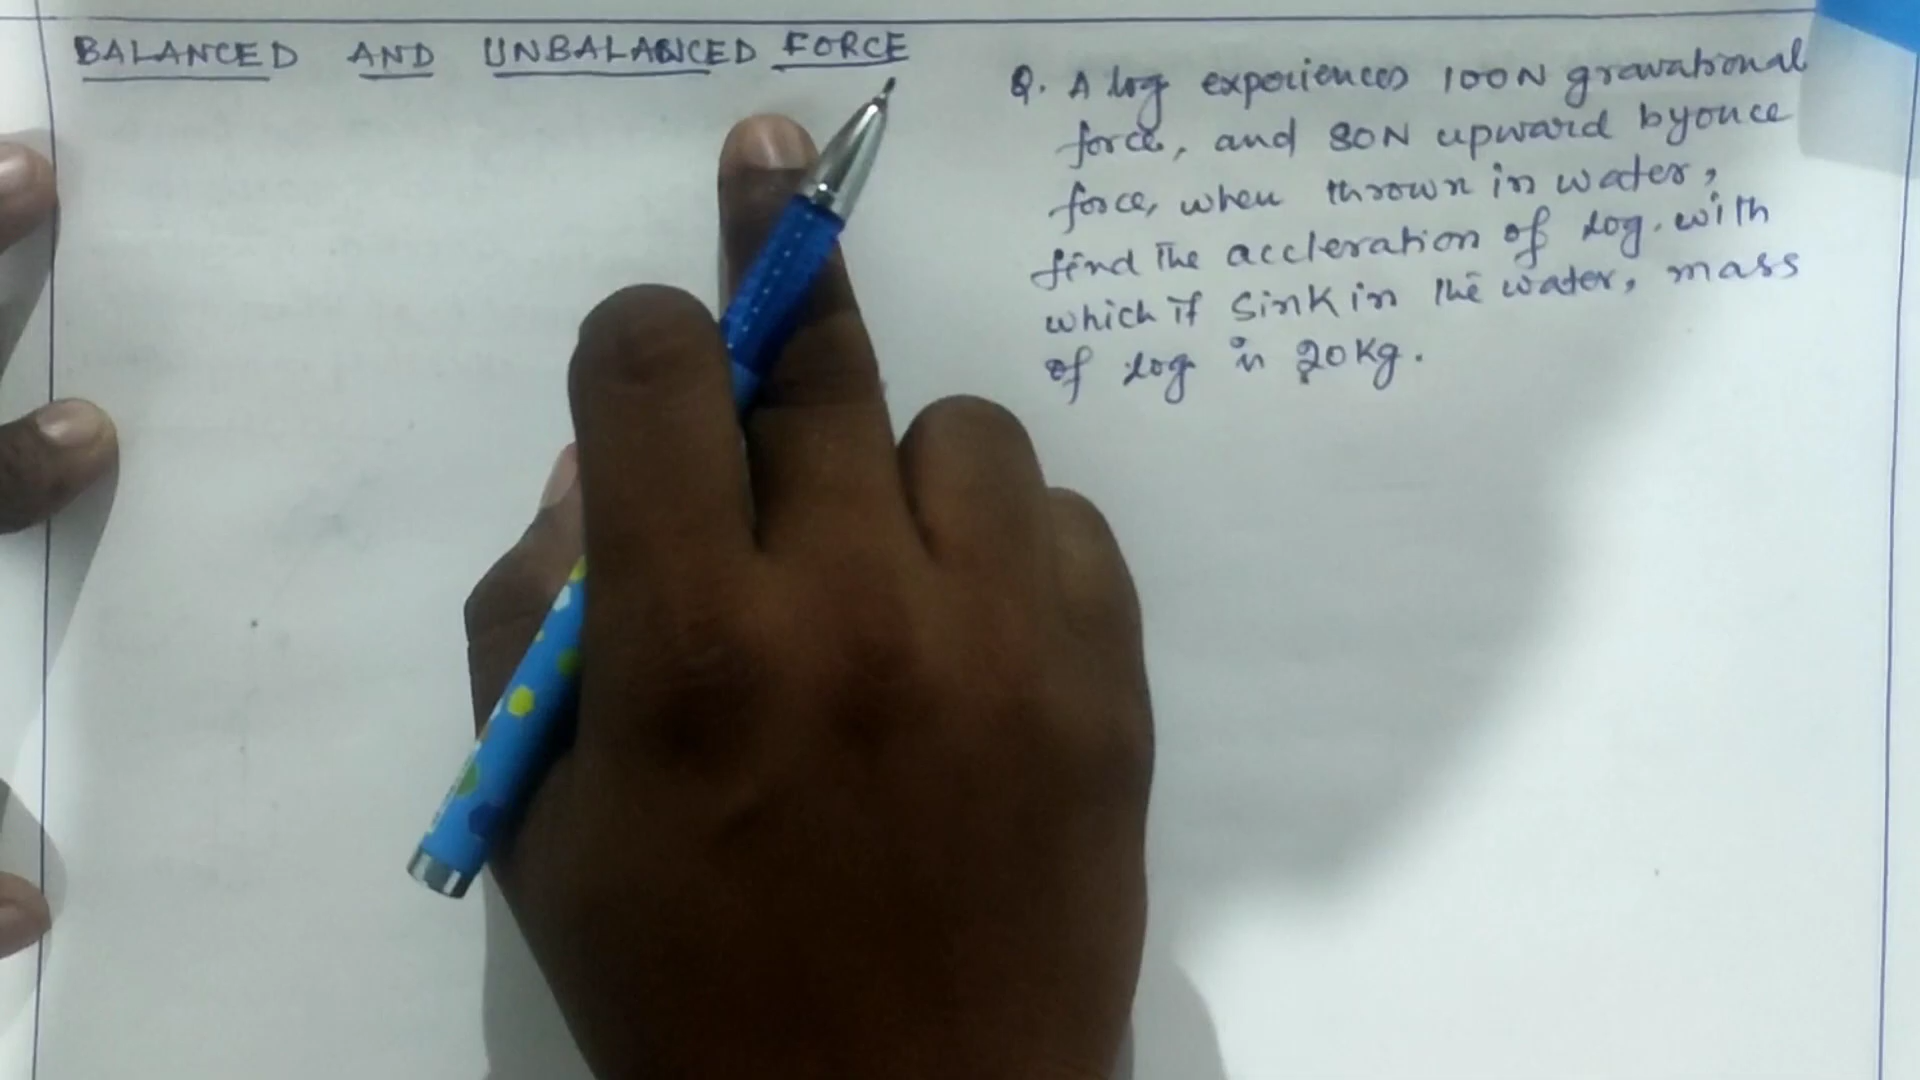 BALANCED AND UNBALANCED FORCE
Q. A log experiences 100N gravational
force, and 80N upward byouce
force, when thrown in water,
find the accleration of log. with
which it sink in the water, mass
of log is 20Kg.